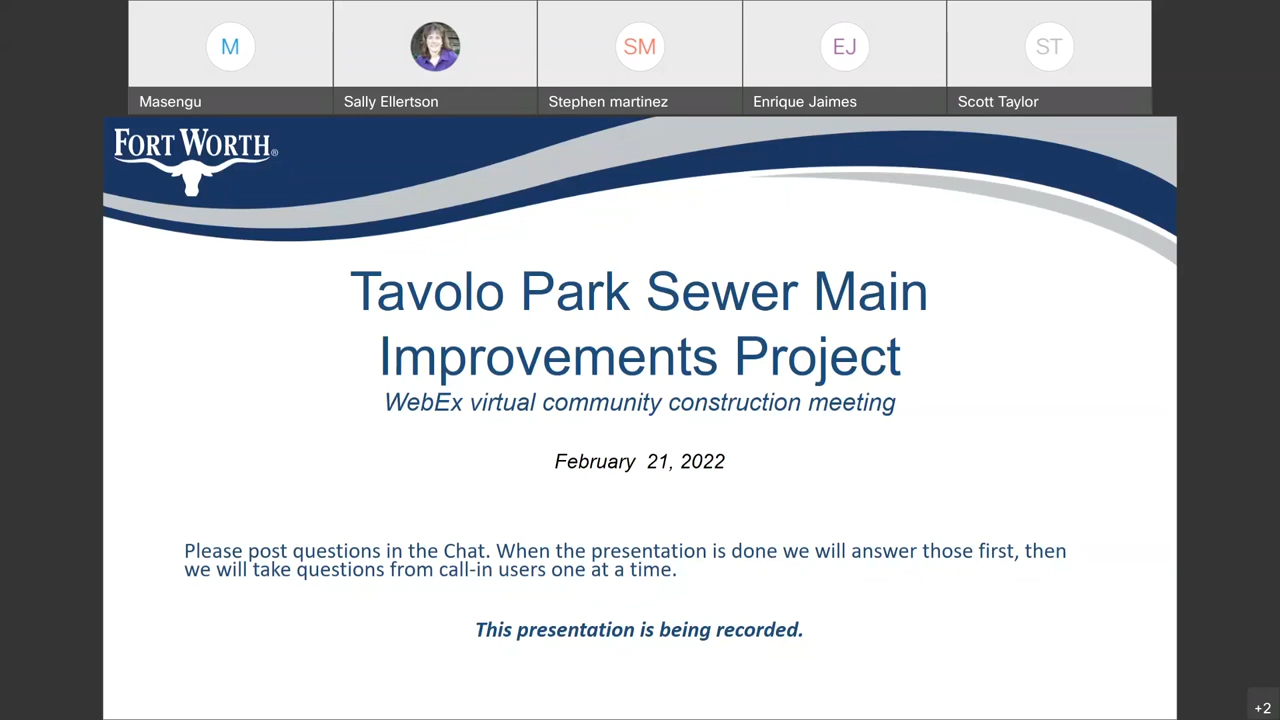 M
SM
EJ
ST
Masengu
Sally Ellertson
Stephen martinez
Enrique Jaimes
Scott Taylor
FORT WORTH®
Tavolo Park Sewer Main
Improvements Project
WebEx virtual community construction meeting
February 21, 2022
Please post questions in the Chat. When the presentation is done we will answer those first, then
we will take questions from call-in users one at a time.
This presentation is being recorded.
+2